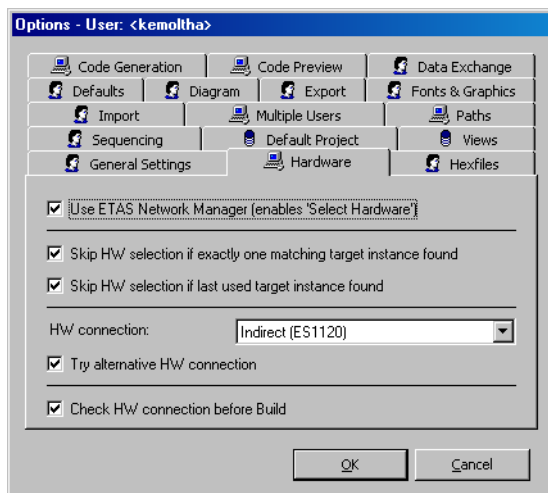 Options - User: <kemoltha>
Code Generation
Code Preview
Data Exchange
Defaults
Diagram
Export
Fonts & Graphics
Import
Multiple Users
Paths
Sequencing
Default Project
Views
General Settings
Hardware
Hexfiles
Use ETAS Network Manager (enables 'Select Hardware')
Skip HW selection if exactly one matching target instance found
Skip HW selection if last used target instance found
HW connection: Indirect (ES1120)
Try alternative HW connection
Check HW connection before Build
OK
Cancel